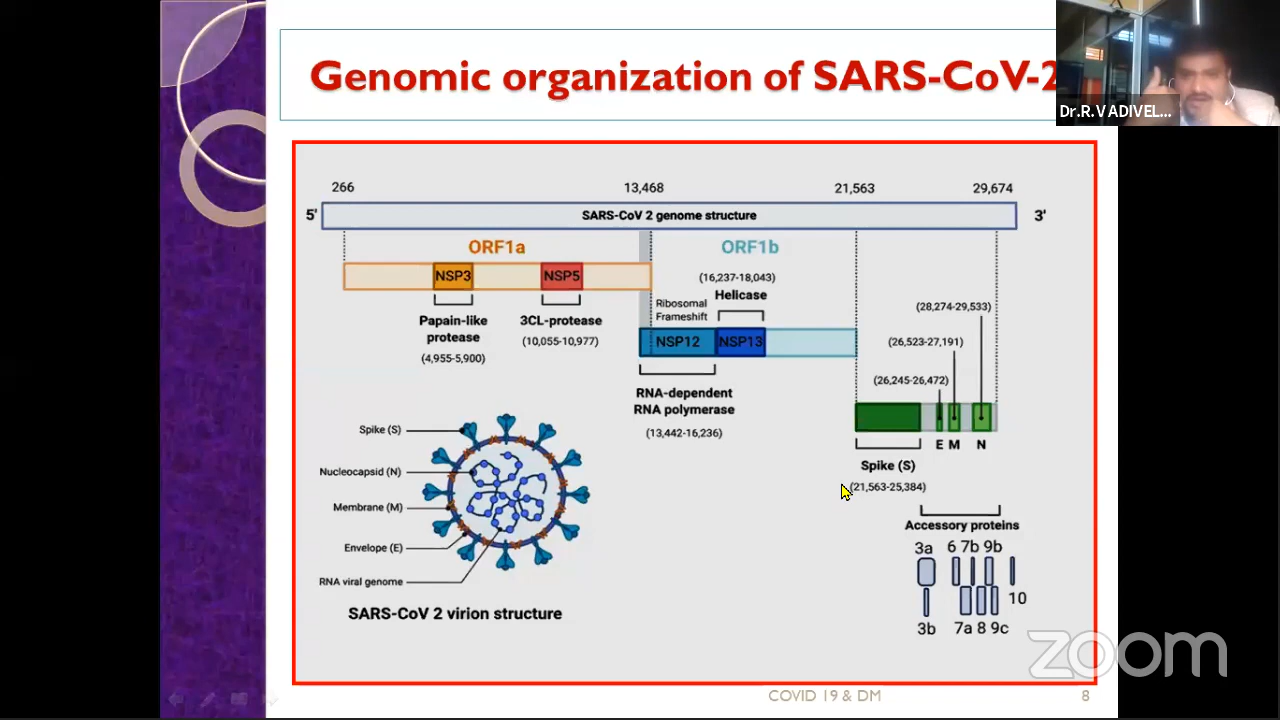 Genomic organization of SARS-CoV-2
Dr.R.VADIVEL...
266
13,468
21,563
29,674
5'
SARS-CoV 2 genome structure
3'
ORF1a
ORF1b
NSP3
NSP5
(16,237-18,043)
Helicase
Ribosomal
Frameshift
(28,274-29,533)
Papain-like
protease
(4,955-5,900)
3CL-protease
(10,055-10,977)
NSP12
NSP13
(26,523-27,191)
(26,245-26,472)
RNA-dependent
RNA polymerase
(13,442-16,236)
E M N
Spike (S)
(21,563-25,384)
Spike (S)
Nucleocapsid (N)
Membrane (M)
Envelope (E)
RNA viral genome
SARS-CoV 2 virion structure
Accessory proteins
3a 6 7b 9b
10
3b 7a 8 9c
zoom
COVID 19 & DM
8